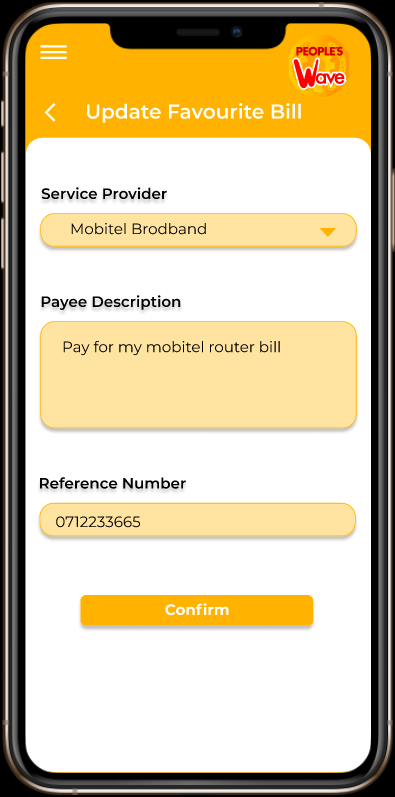 PEOPLE'S
Wave
Update Favourite Bill
Service Provider
Mobitel Brodband
Payee Description
Pay for my mobitel router bill
Reference Number
0712233665
Confirm